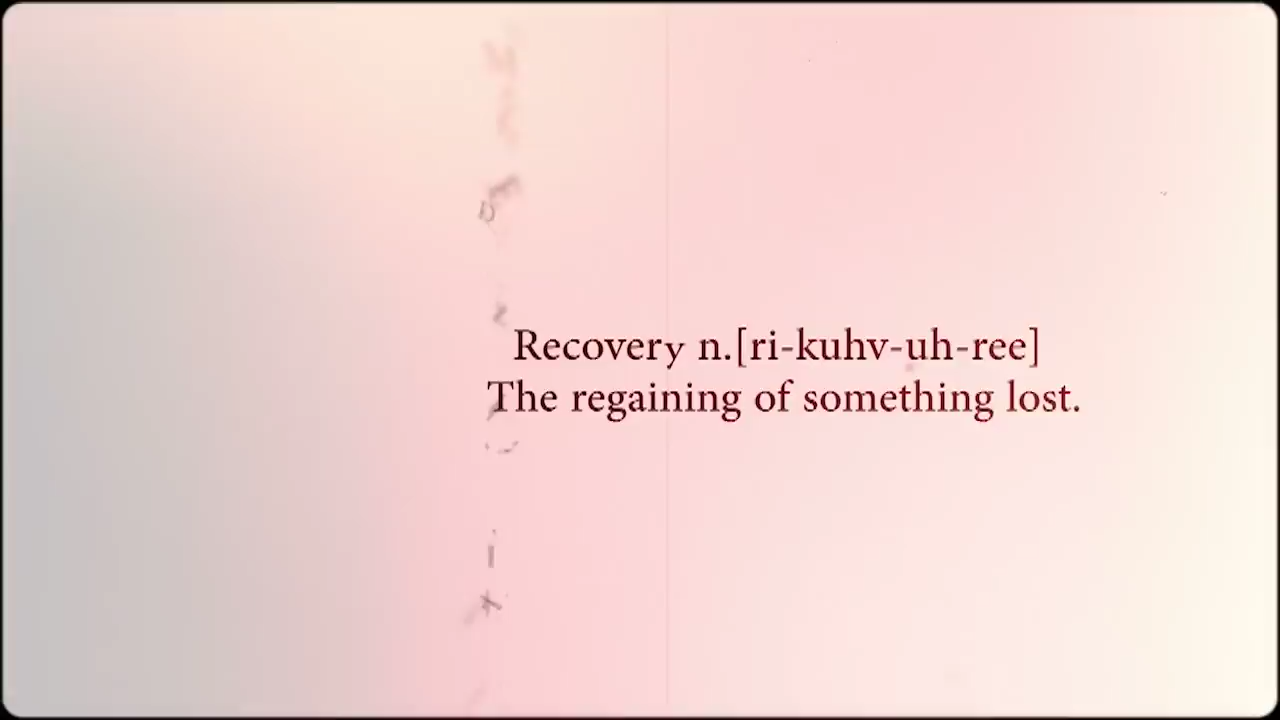 Recovery n.[ri-kuhv-uh-ree]
The regaining of something lost.